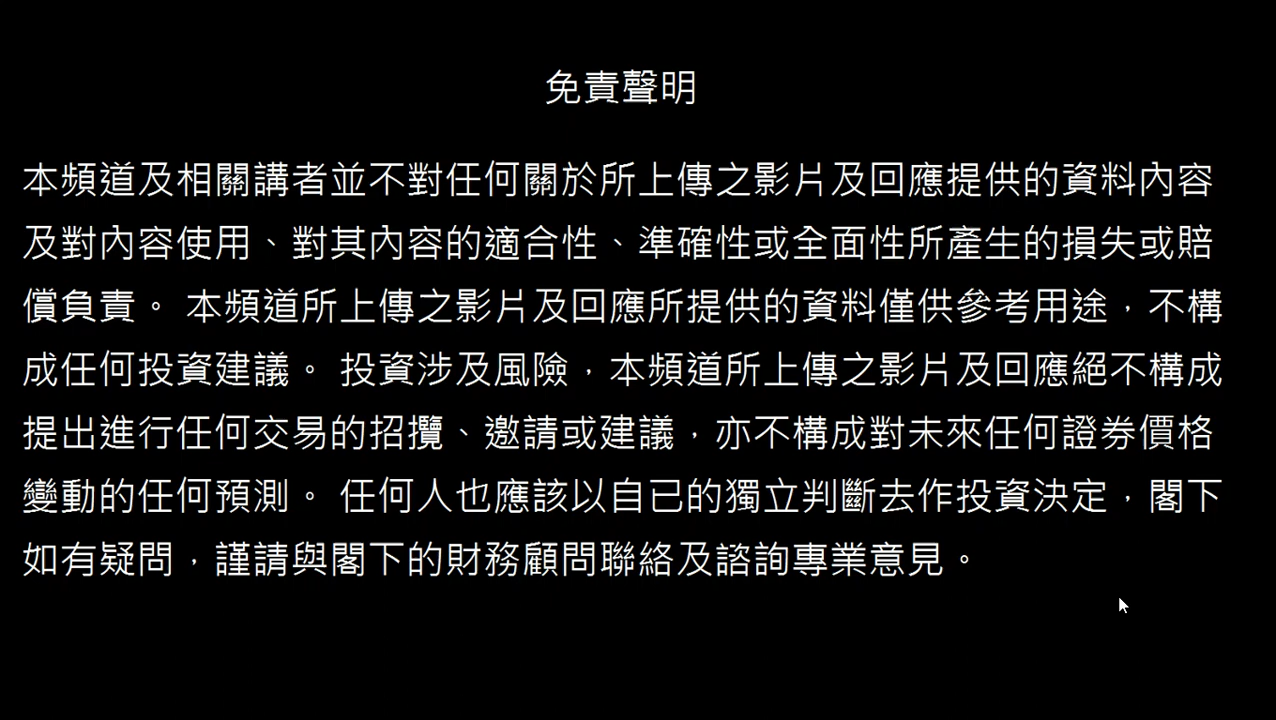 免責聲明
本頻道及相關講者並不對任何關於所上傳之影片及回應提供的資料內容
及對內容使用、對其內容的適合性、準確性或全面性所產生的損失或賠
償負責。 本頻道所上傳之影片及回應所提供的資料僅供參考用途，不構
成任何投資建議。 投資涉及風險，本頻道所上傳之影片及回應絕不構成
提出進行任何交易的招攬、邀請或建議，亦不構成對未來任何證券價格
變動的任何預測。 任何人也應該以自己的獨立判斷去作投資決定，閣下
如有疑問，謹請與閣下的財務顧問聯絡及諮詢專業意見。